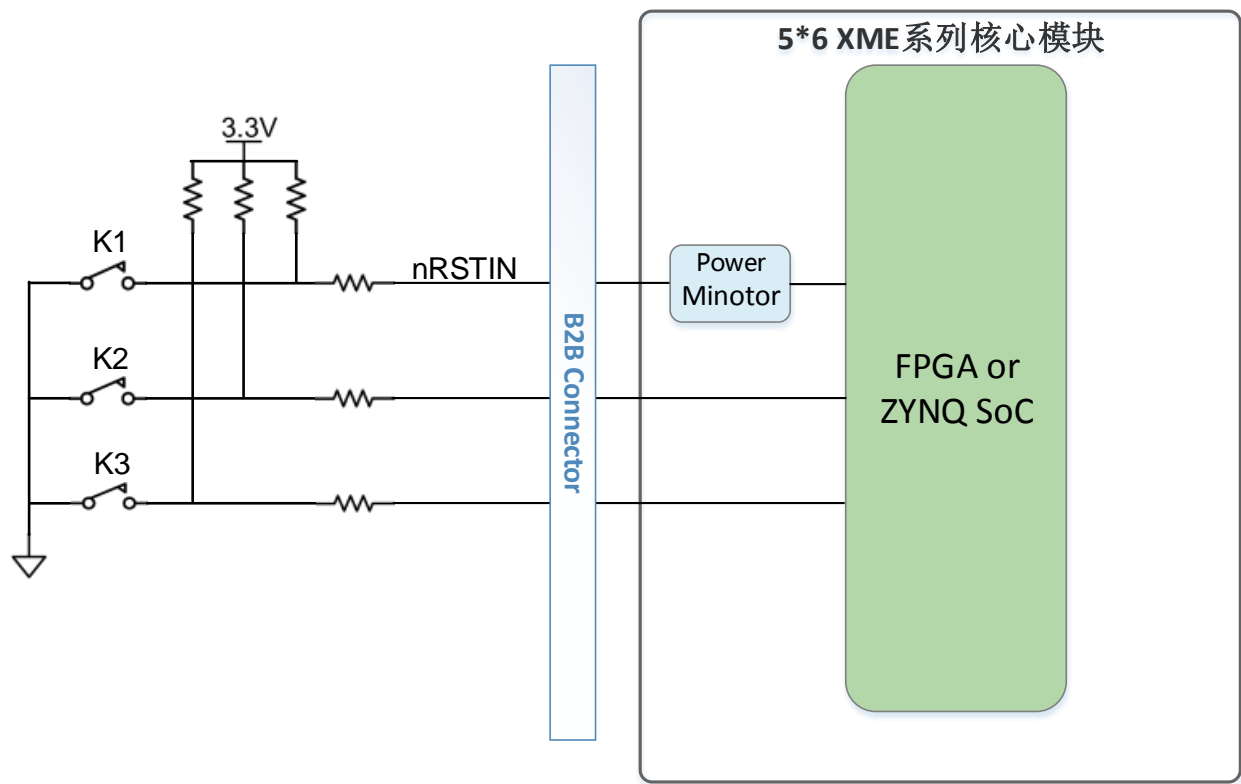 5*6 XME系列核心模块
3.3V
K1
nRSTIN
Power
Minotor
K2
B2B Connector
FPGA or
ZYNQ SoC
K3